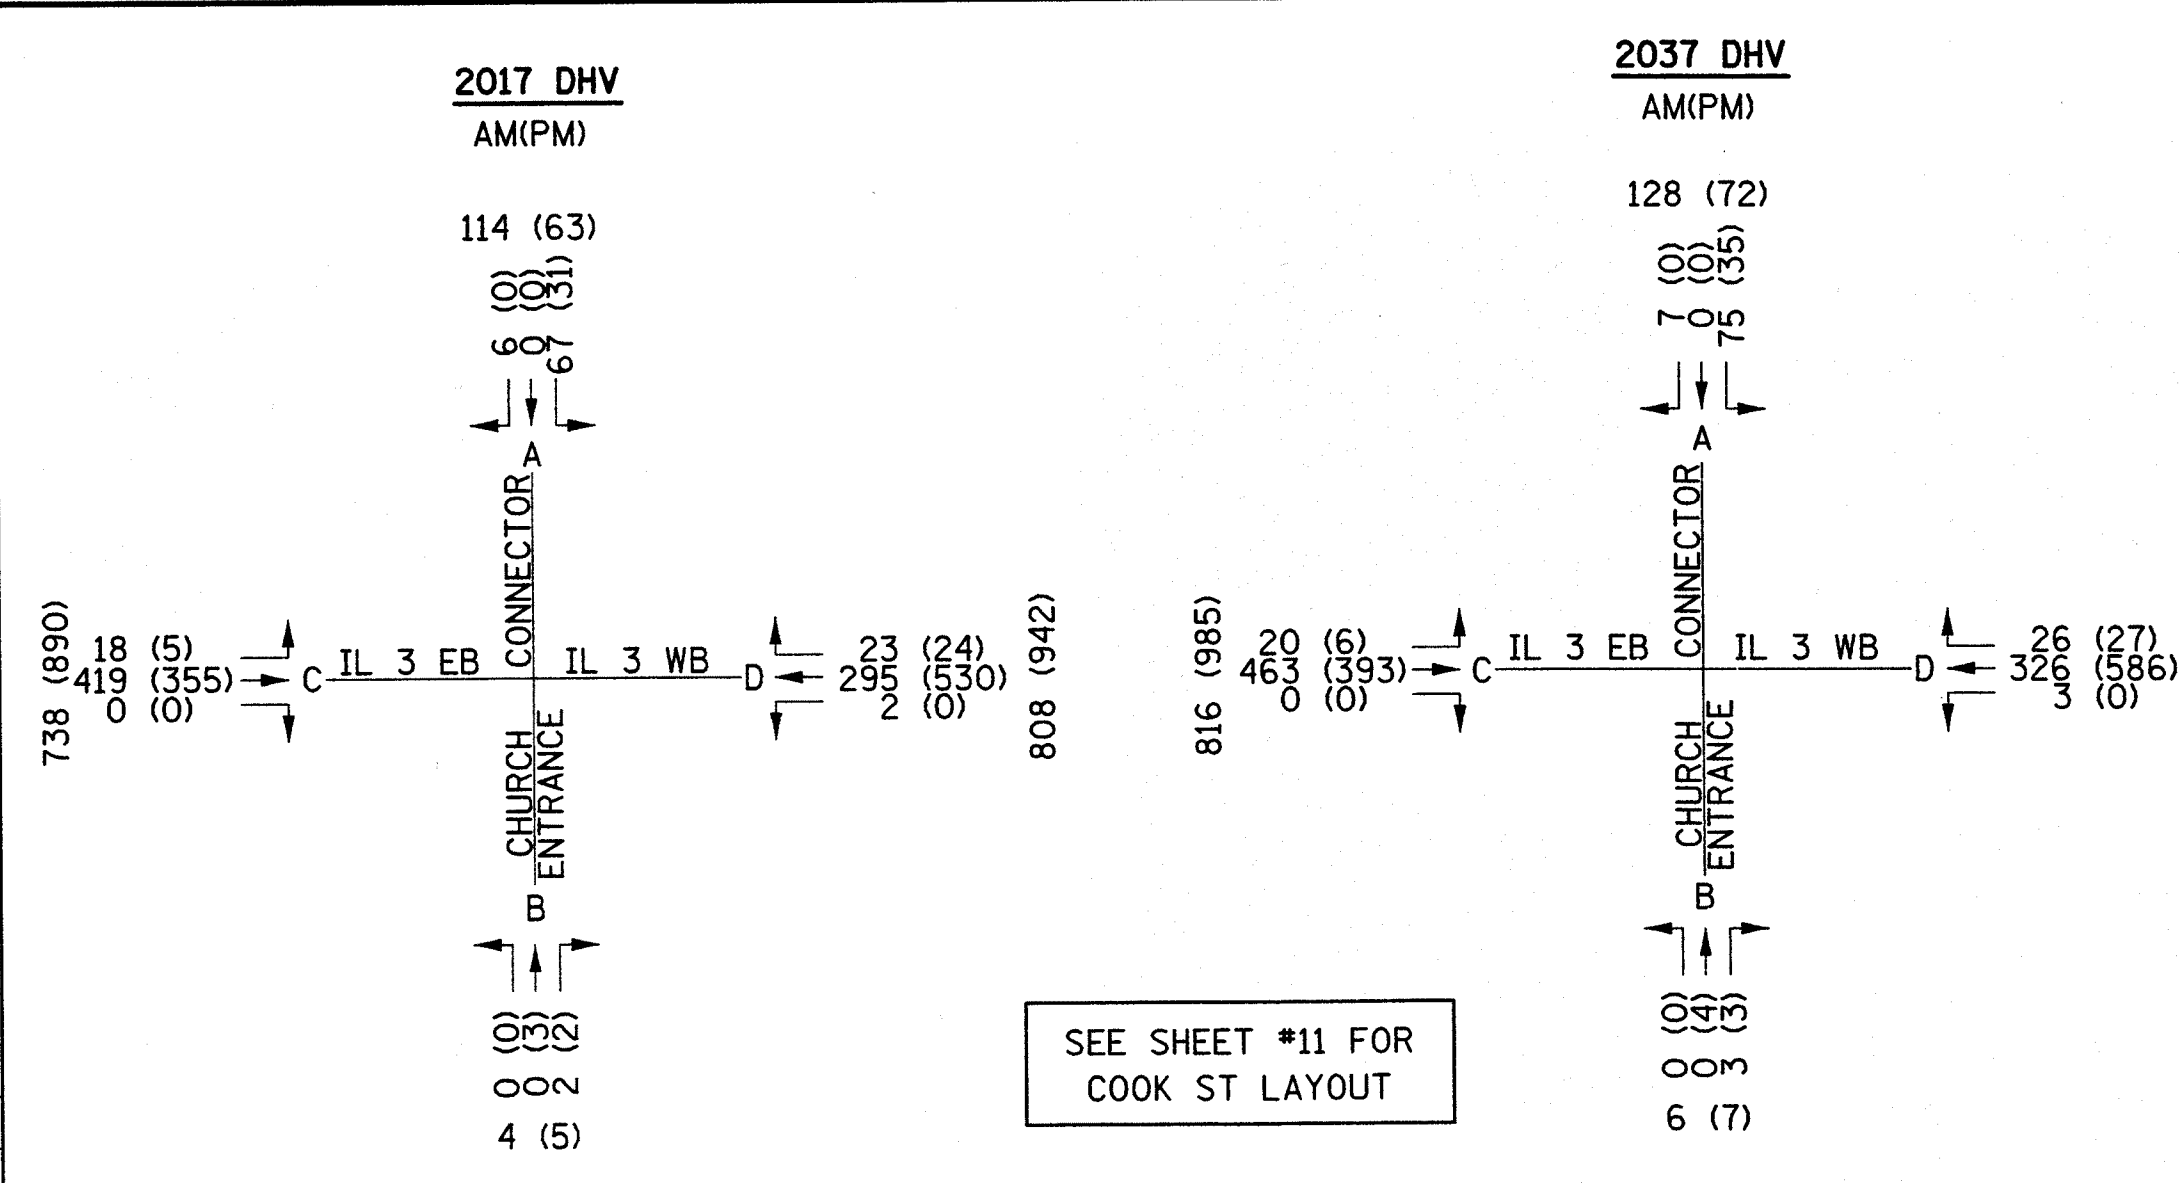 2017 DHV
AM(PM)
114 (63)
6 (0)
0 (0)
67 (31)
A
CONNECTOR
738 (890)
18 (5)
419 (355)
0 (0)
C
IL 3 EB
IL 3 WB
D
23 (24)
295 (530)
2 (0)
808 (942)
CHURCH
ENTRANCE
B
0 (0)
0 (3)
2 (2)
4 (5)
2037 DHV
AM(PM)
128 (72)
7 (0)
0 (0)
75 (35)
A
CONNECTOR
816 (985)
20 (6)
463 (393)
0 (0)
C
IL 3 EB
IL 3 WB
D
26 (27)
326 (586)
3 (0)
CHURCH
ENTRANCE
B
0 (0)
0 (4)
3 (3)
6 (7)
SEE SHEET #11 FOR
COOK ST LAYOUT